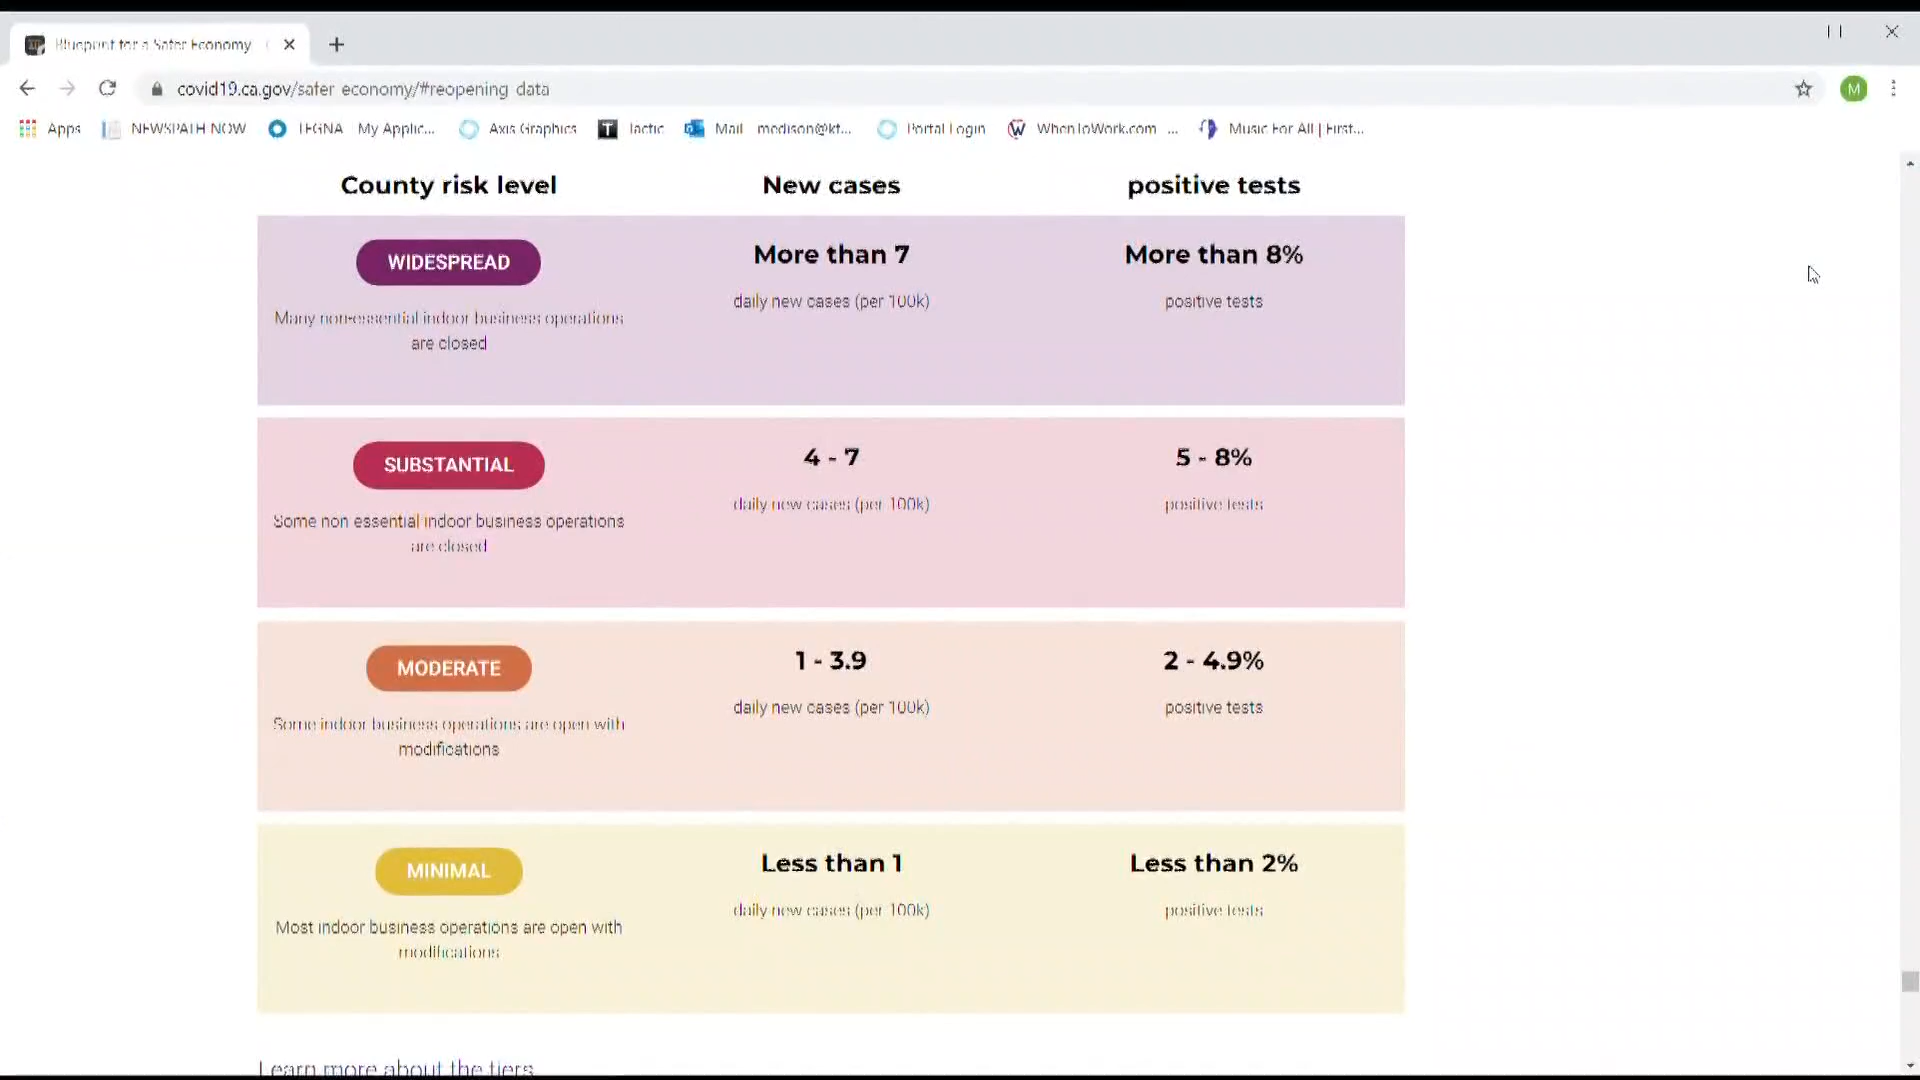 Blueprint for a Safer Economy
covid19.ca.gov/safer economy/#reopening data
M
Apps
NEWSPATH NOW
TEGNA My Applic...
Axis Graphics
Tactic
Mail
Portal Login
WhenToWork.com ...
Music For All | First...
County risk level
New cases
positive tests
WIDESPREAD
More than 7
More than 8%
daily new cases (per 100k)
positive tests
Many non-essential indoor business operations
are closed
SUBSTANTIAL
4 - 7
5 - 8%
daily new cases (per 100k)
positive tests
Some non essential indoor business operations
are closed
MODERATE
1 - 3.9
2 - 4.9%
daily new cases (per 100k)
positive tests
Some indoor business operations are open with
modifications
MINIMAL
Less than 1
Less than 2%
daily new cases (per 100k)
positive tests
Most indoor business operations are open with
modifications
Learn more about the tiers